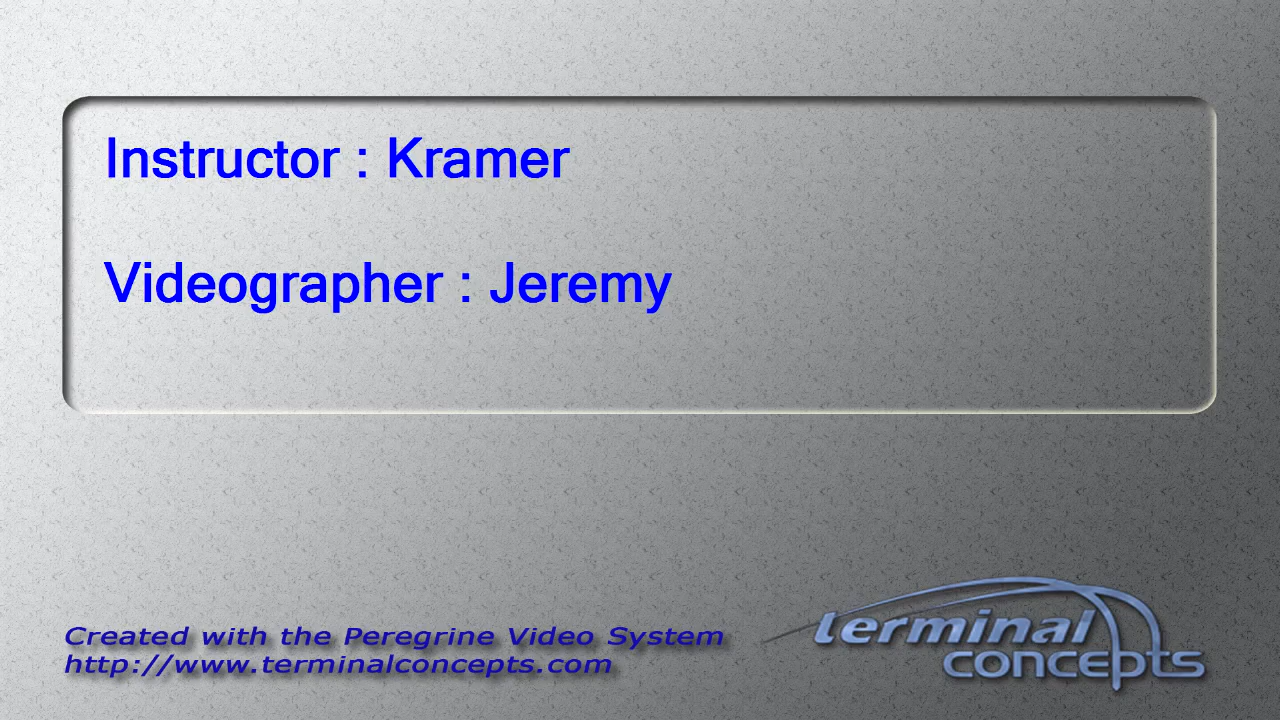 Instructor : Kramer
Videographer : Jeremy
Created with the Peregrine Video System
http://www.terminalconcepts.com
terminal
concepts